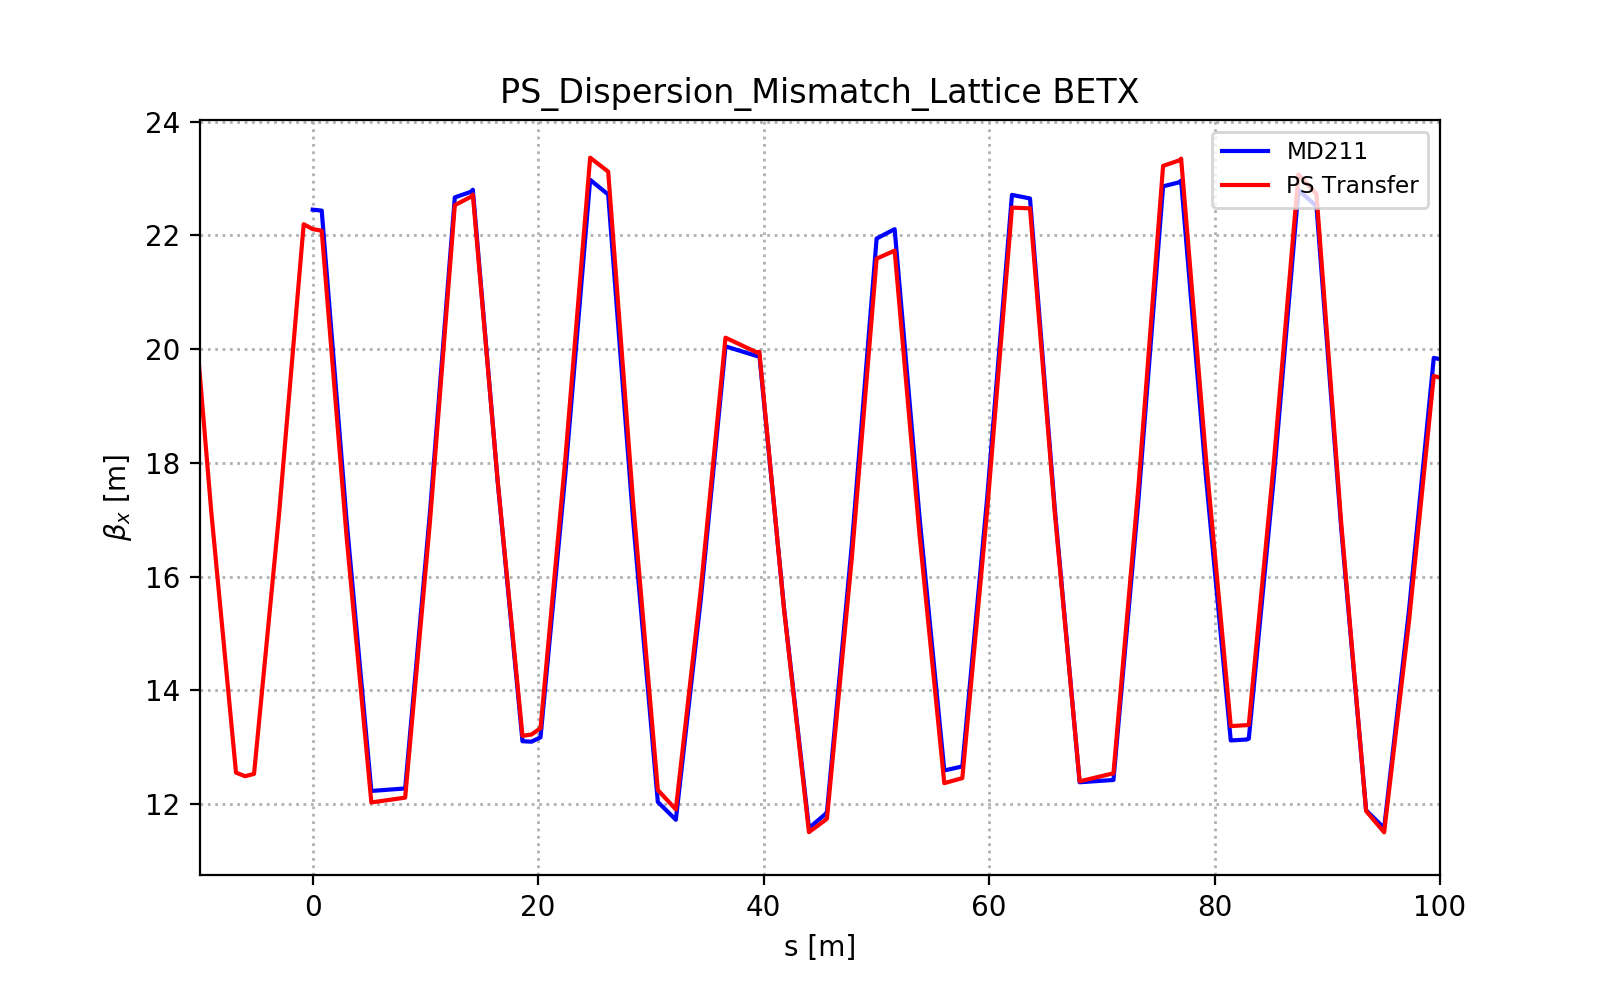 PS_Dispersion_Mismatch_Lattice BETX
24
22
20
18
16
14
12
βx [m]
MD211
PS Transfer
0 20 40 60 80 100
s [m]